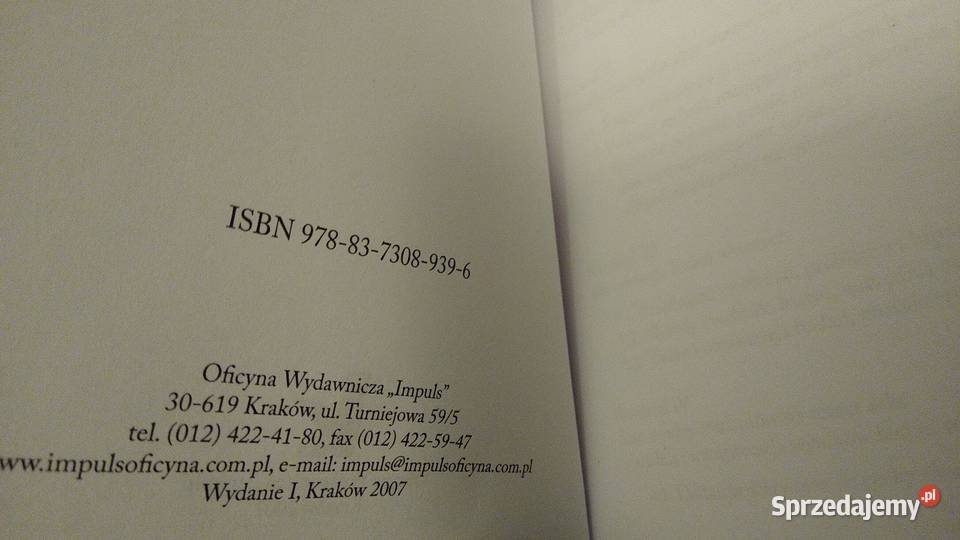 ISBN 978-83-7308-939-6
Oficyna Wydawnicza „Impuls”
30-619 Kraków, ul. Turniejowa 59/5
tel. (012) 422-41-80, fax (012) 422-59-47
ww.impulsoficyna.com.pl, e-mail: impuls@impulsoficyna.com.pl
Wydanie I, Kraków 2007
Sprzedajemy.pl